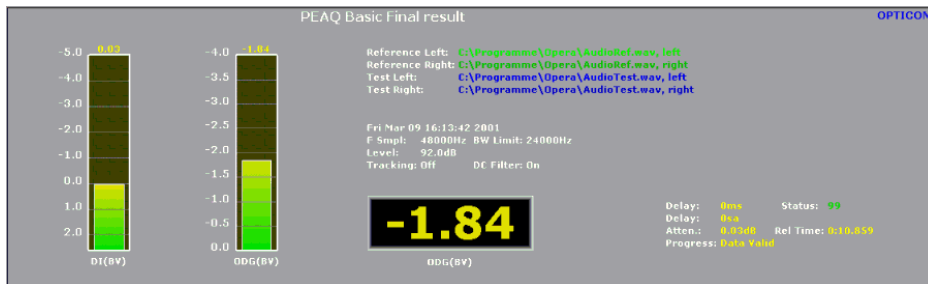 PEAQ Basic Final result
OPTICOM
-5.0 0.03
-4.0
-3.0
-2.0
-1.0
0.0
1.0
2.0
DI(BV)
-4.0 -1.84
-3.5
-3.0
-2.5
-2.0
-1.5
-1.0
-0.5
0.0
ODG(BV)
Reference Left: C:\Programme\Opera\AudioRef.wav, left
Reference Right: C:\Programme\Opera\AudioRef.wav, right
Test Left: C:\Programme\Opera\AudioTest.wav, left
Test Right: C:\Programme\Opera\AudioTest.wav, right
Fri Mar 09 16:13:42 2001
F Smpl: 48000Hz BW Limit: 24000Hz
Level: 92.0dB
Tracking: Off DC Filter: On
-1.84
ODG(BV)
Delay: 0ms Status: 99
Delay: 0sa
Atten.: 0.03dB Rel Time: 0:10.859
Progress: Data Valid